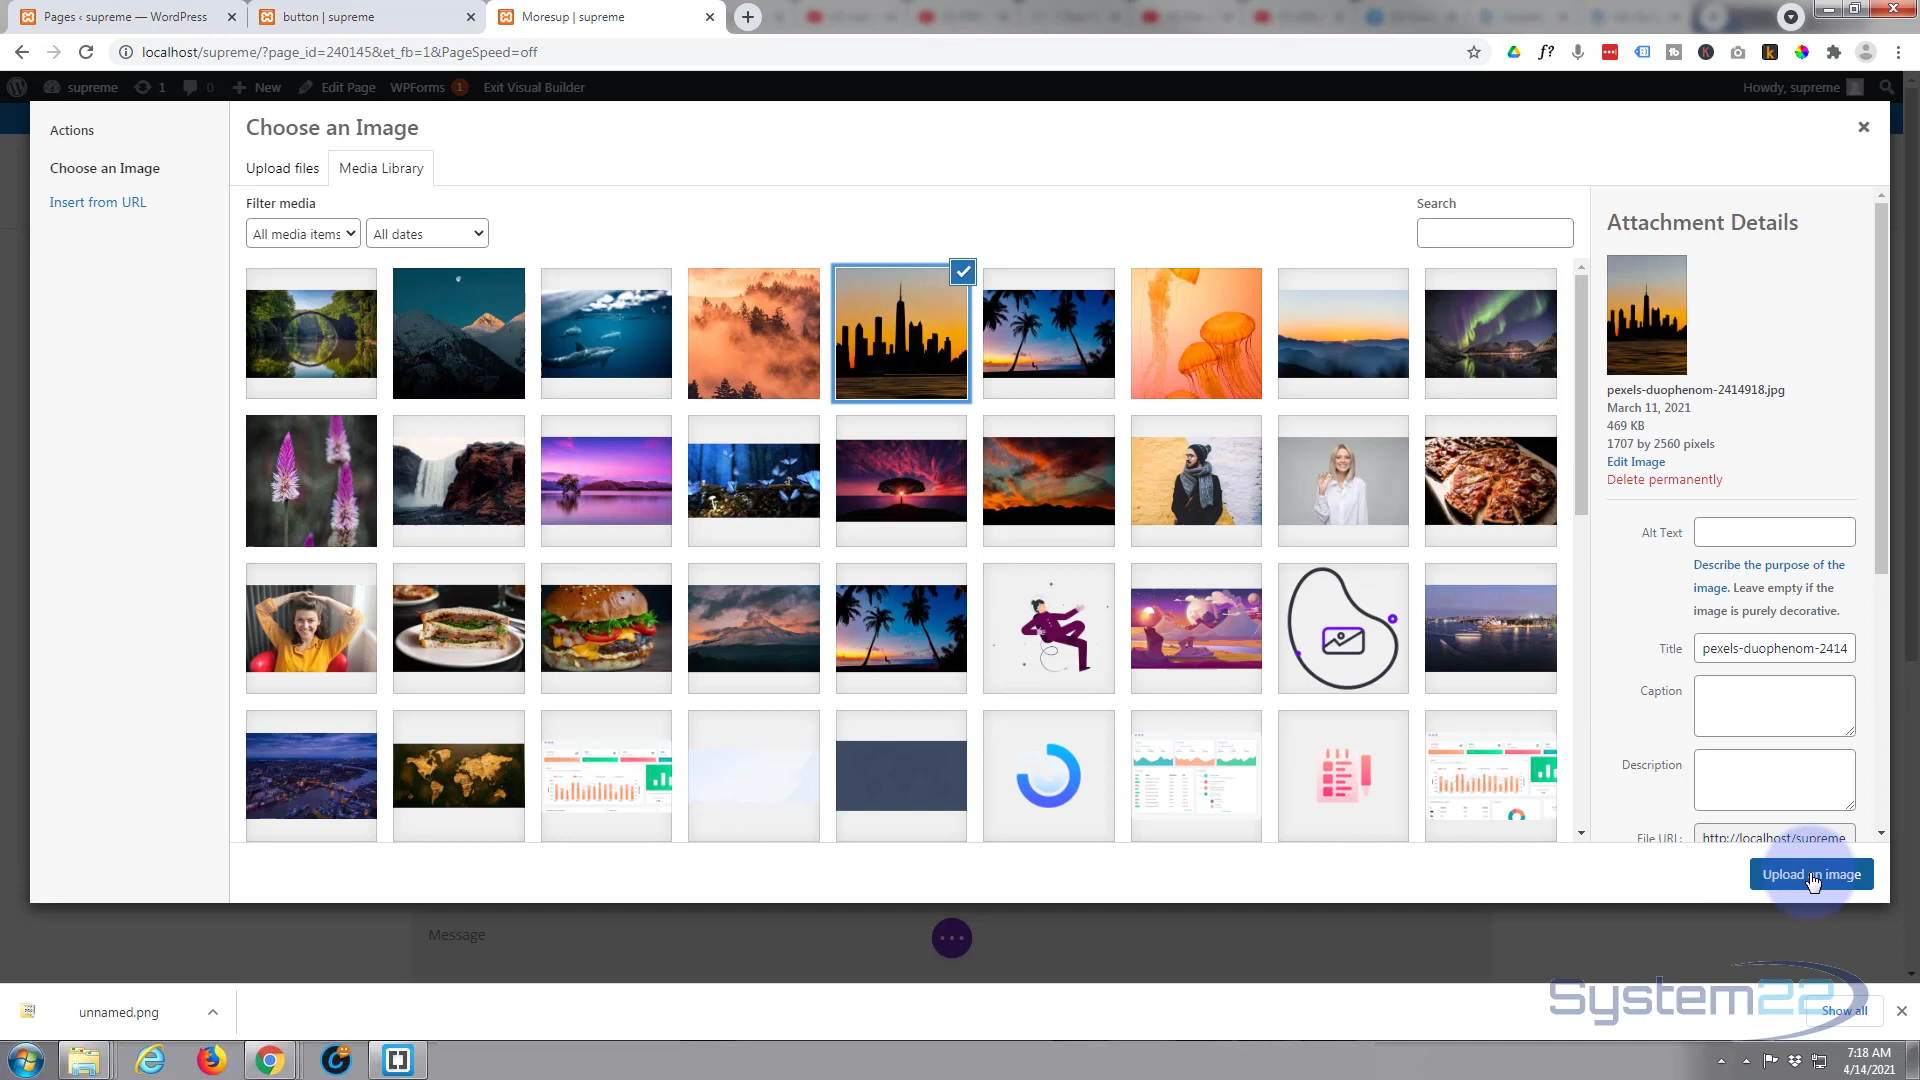 Pages ‹ supreme — WordPress
button | supreme
Moresup | supreme
localhost/supreme/?page_id=240145&et_fb=1&PageSpeed=off
supreme
1
0
New
Edit Page
WPForms
1
Exit Visual Builder
Howdy, supreme
Actions
Choose an Image
Insert from URL
Choose an Image
Upload files
Media Library
Filter media
All media items
All dates
Search
Attachment Details
pexels-duophenom-2414918.jpg
March 11, 2021
469 KB
1707 by 2560 pixels
Edit Image
Delete permanently
Alt Text
Describe the purpose of the
image. Leave empty if the
image is purely decorative.
Title
pexels-duophenom-2414
Caption
Description
File URL:
http://localhost/supreme
Upload an image
Message
unnamed.png
System22
Show all
7:18 AM
4/14/2021